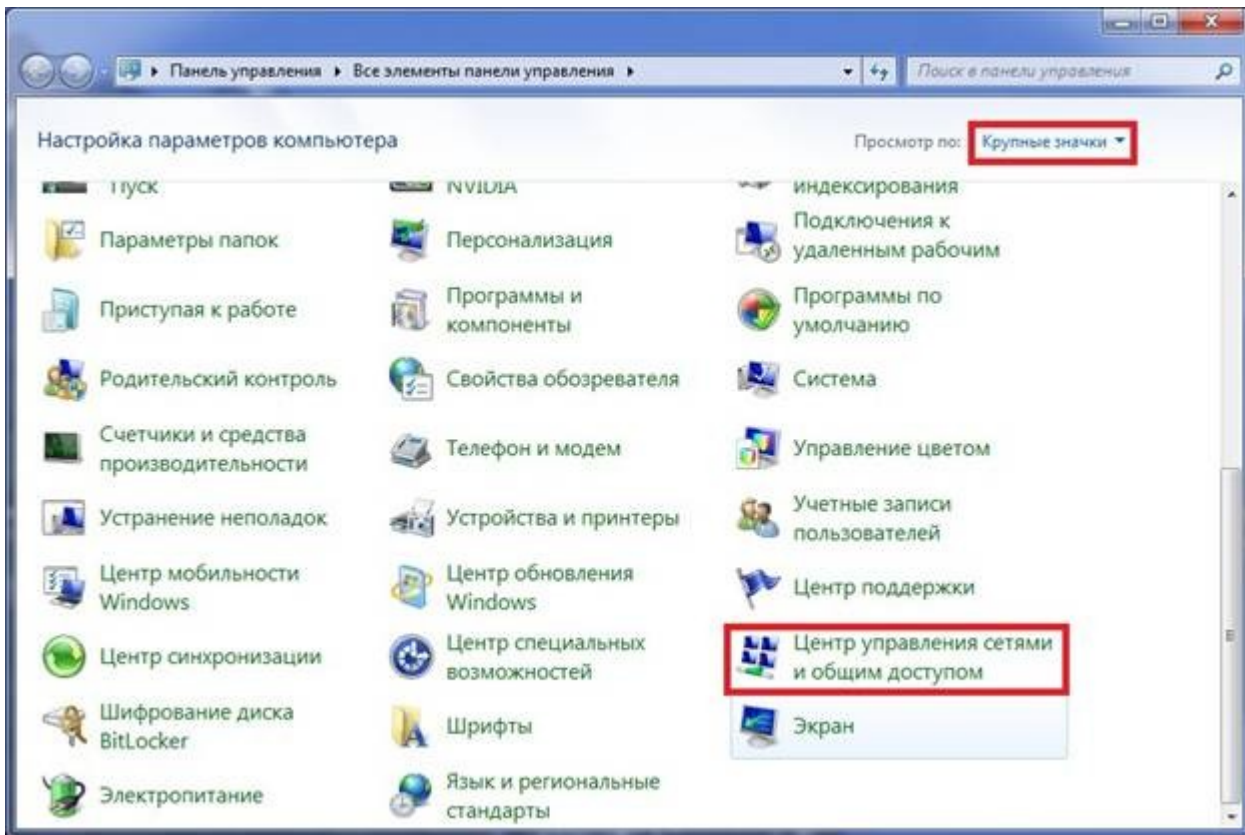 Панель управления ▸ Все элементы панели управления ▸
Поиск в панели управления
Настройка параметров компьютера
Просмотр по: Крупные значки
Пуск
NVIDIA
индексирования
Параметры папок
Персонализация
Подключения к
удаленным рабочим
Приступая к работе
Программы и
компоненты
Программы по
умолчанию
Родительский контроль
Свойства обозревателя
Система
Счетчики и средства
производительности
Телефон и модем
Управление цветом
Устранение неполадок
Устройства и принтеры
Учетные записи
пользователей
Центр мобильности
Windows
Центр обновления
Windows
Центр поддержки
Центр синхронизации
Центр специальных
возможностей
Центр управления сетями
и общим доступом
Шифрование диска
BitLocker
Шрифты
Экран
Электропитание
Язык и региональные
стандарты